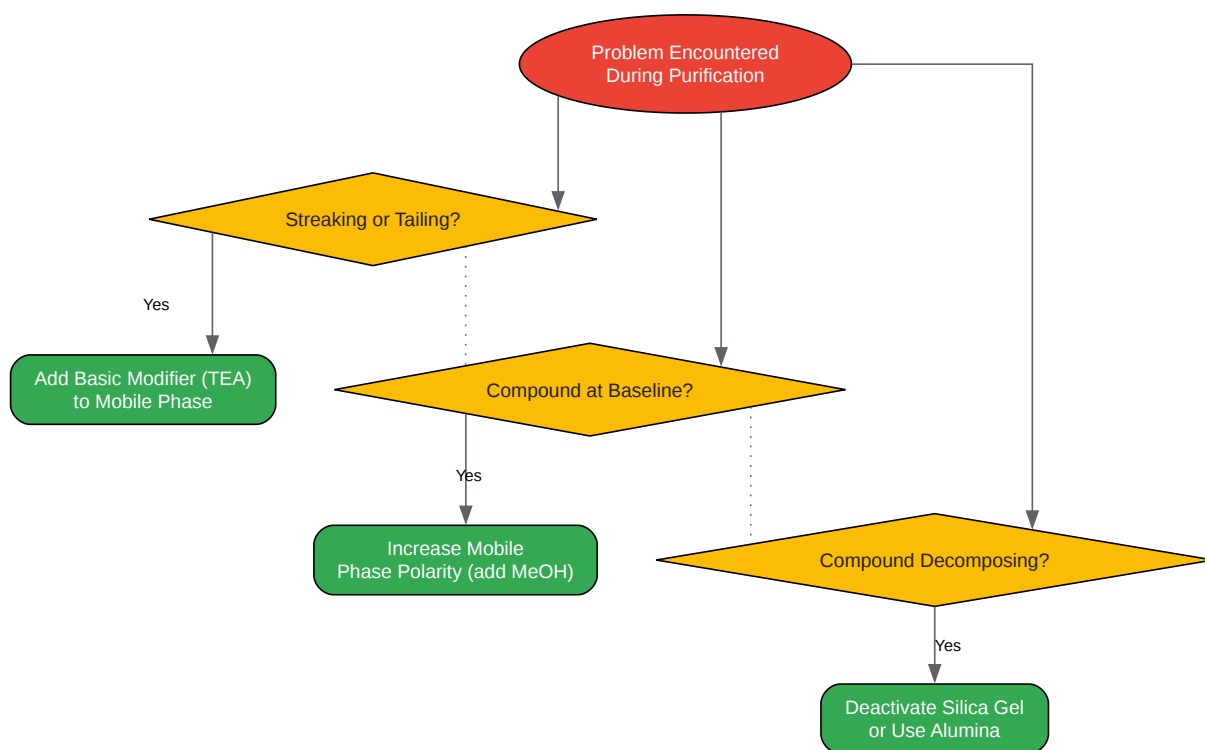 Problem Encountered
During Purification
Streaking or Tailing?
Yes
Add Basic Modifier (TEA)
to Mobile Phase
Compound at Baseline?
Yes
Increase Mobile
Phase Polarity (add MeOH)
Compound Decomposing?
Yes
Deactivate Silica Gel
or Use Alumina